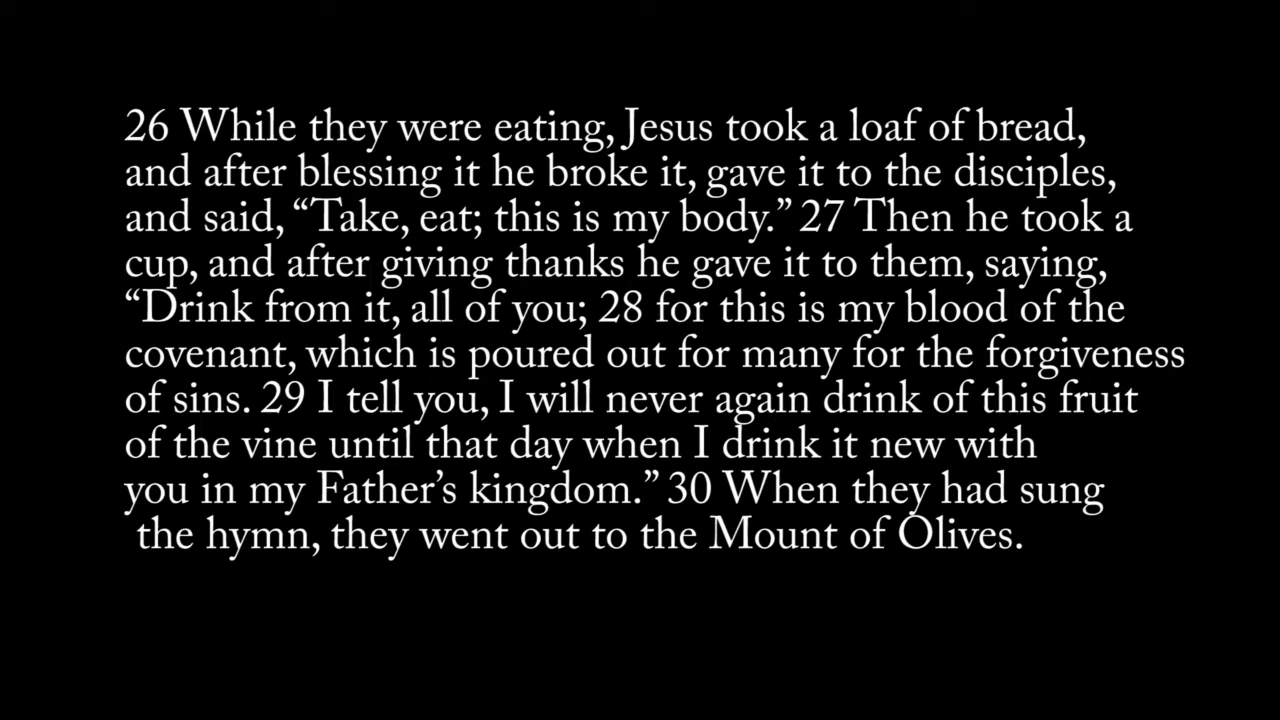 26 While they were eating, Jesus took a loaf of bread,
and after blessing it he broke it, gave it to the disciples,
and said, “Take, eat; this is my body.” 27 Then he took a
cup, and after giving thanks he gave it to them, saying,
“Drink from it, all of you; 28 for this is my blood of the
covenant, which is poured out for many for the forgiveness
of sins. 29 I tell you, I will never again drink of this fruit
of the vine until that day when I drink it new with
you in my Father’s kingdom.” 30 When they had sung
the hymn, they went out to the Mount of Olives.